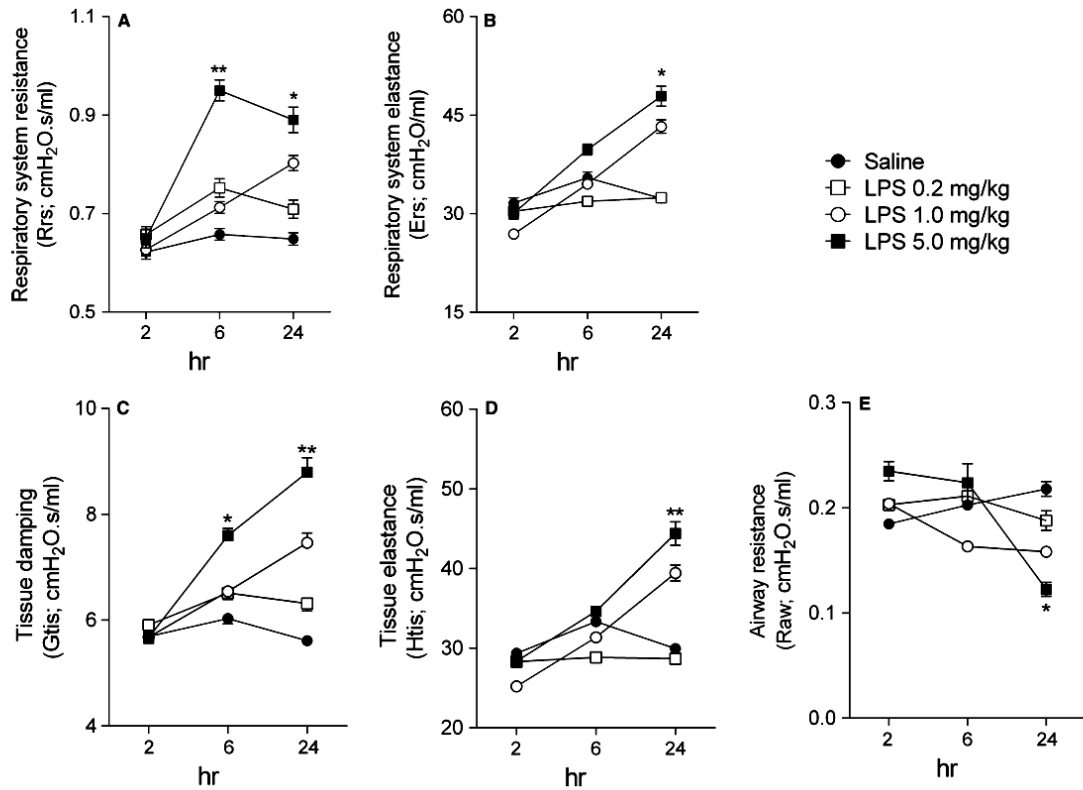 A
Respiratory system resistance
(Rrs; cmH₂O.s/ml)
1.1
0.9
0.7
0.5
**
*
2 6 24
hr
B
Respiratory system elastance
(Ers; cmH₂O/ml)
60
45
30
15
*
2 6 24
hr
Saline
LPS 0.2 mg/kg
LPS 1.0 mg/kg
LPS 5.0 mg/kg
C
Tissue damping
(Gtis; cmH₂O.s/ml)
10
8
6
4
*
**
2 6 24
hr
D
Tissue elastance
(Htis; cmH₂O.s/ml)
60
50
40
30
20
**
2 6 24
hr
E
Airway resistance
(Raw; cmH₂O.s/ml)
0.3
0.2
0.1
0.0
*
2 6 24
hr